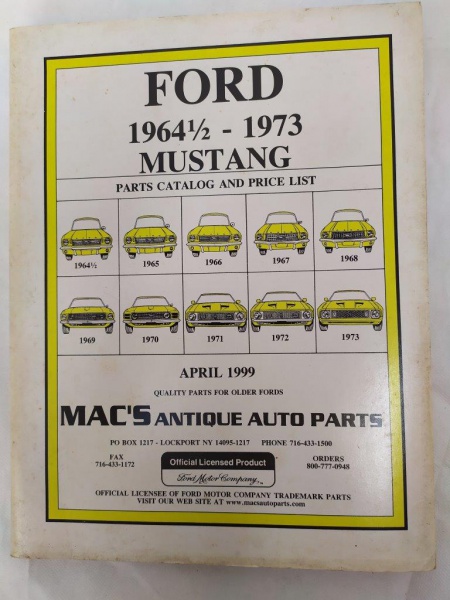 FORD
1964½ - 1973
MUSTANG
PARTS CATALOG AND PRICE LIST
1964½ 1965 1966 1967 1968
1969 1970 1971 1972 1973
APRIL 1999
QUALITY PARTS FOR OLDER FORDS
MAC'S ANTIQUE AUTO PARTS
PO BOX 1217 - LOCKPORT NY 14095-1217 PHONE 716-433-1500
FAX
716-433-1172
Official Licensed Product
Ford Motor Company™
ORDERS
800-777-0948
OFFICIAL LICENSEE OF FORD MOTOR COMPANY TRADEMARK PARTS
VISIT OUR WEB SITE AT www.macsautoparts.com